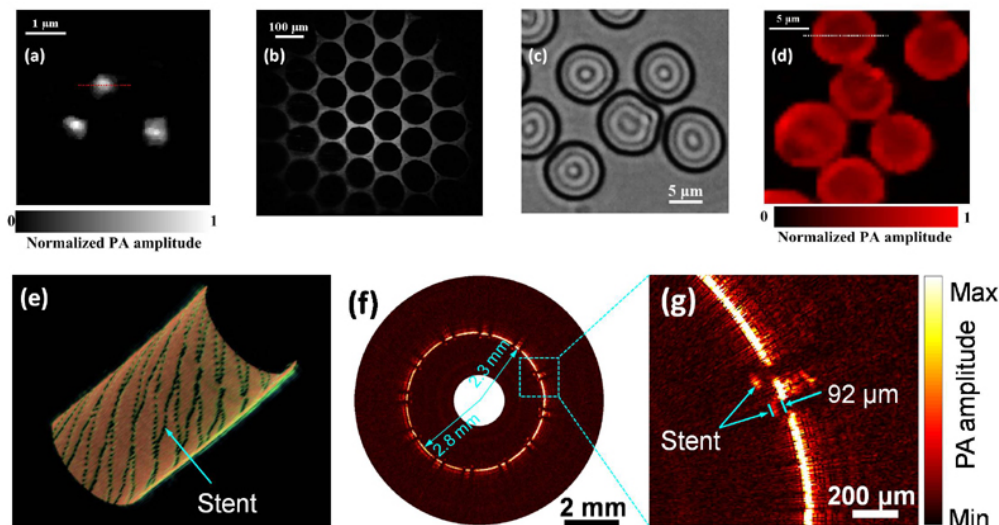 1 µm
(a)
0
1
Normalized PA amplitude
100 µm
(b)
(c)
5 µm
5 µm
(d)
0
1
Normalized PA amplitude
(e)
Stent
(f)
2.3 mm
2.8 mm
2 mm
(g)
92 µm
Stent
200 µm
Max
PA amplitude
Min